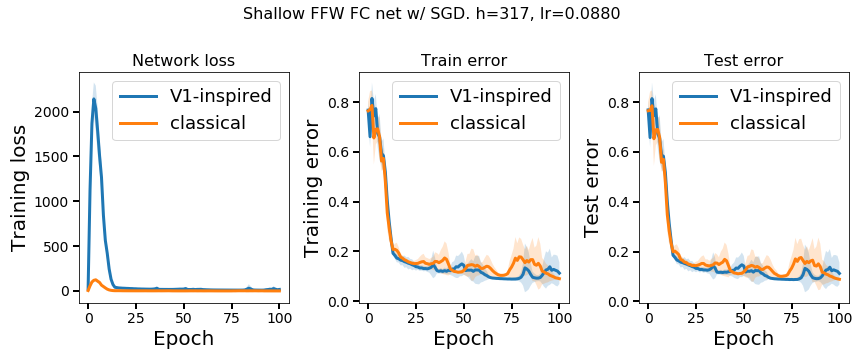 Shallow FFW FC net w/ SGD. h=317, lr=0.0880
Network loss
Training loss
2000
1500
1000
500
0
V1-inspired
classical
0 25 50 75 100
Epoch
Train error
Training error
0.8
0.6
0.4
0.2
0.0
V1-inspired
classical
0 25 50 75 100
Epoch
Test error
Test error
0.8
0.6
0.4
0.2
0.0
V1-inspired
classical
0 25 50 75 100
Epoch